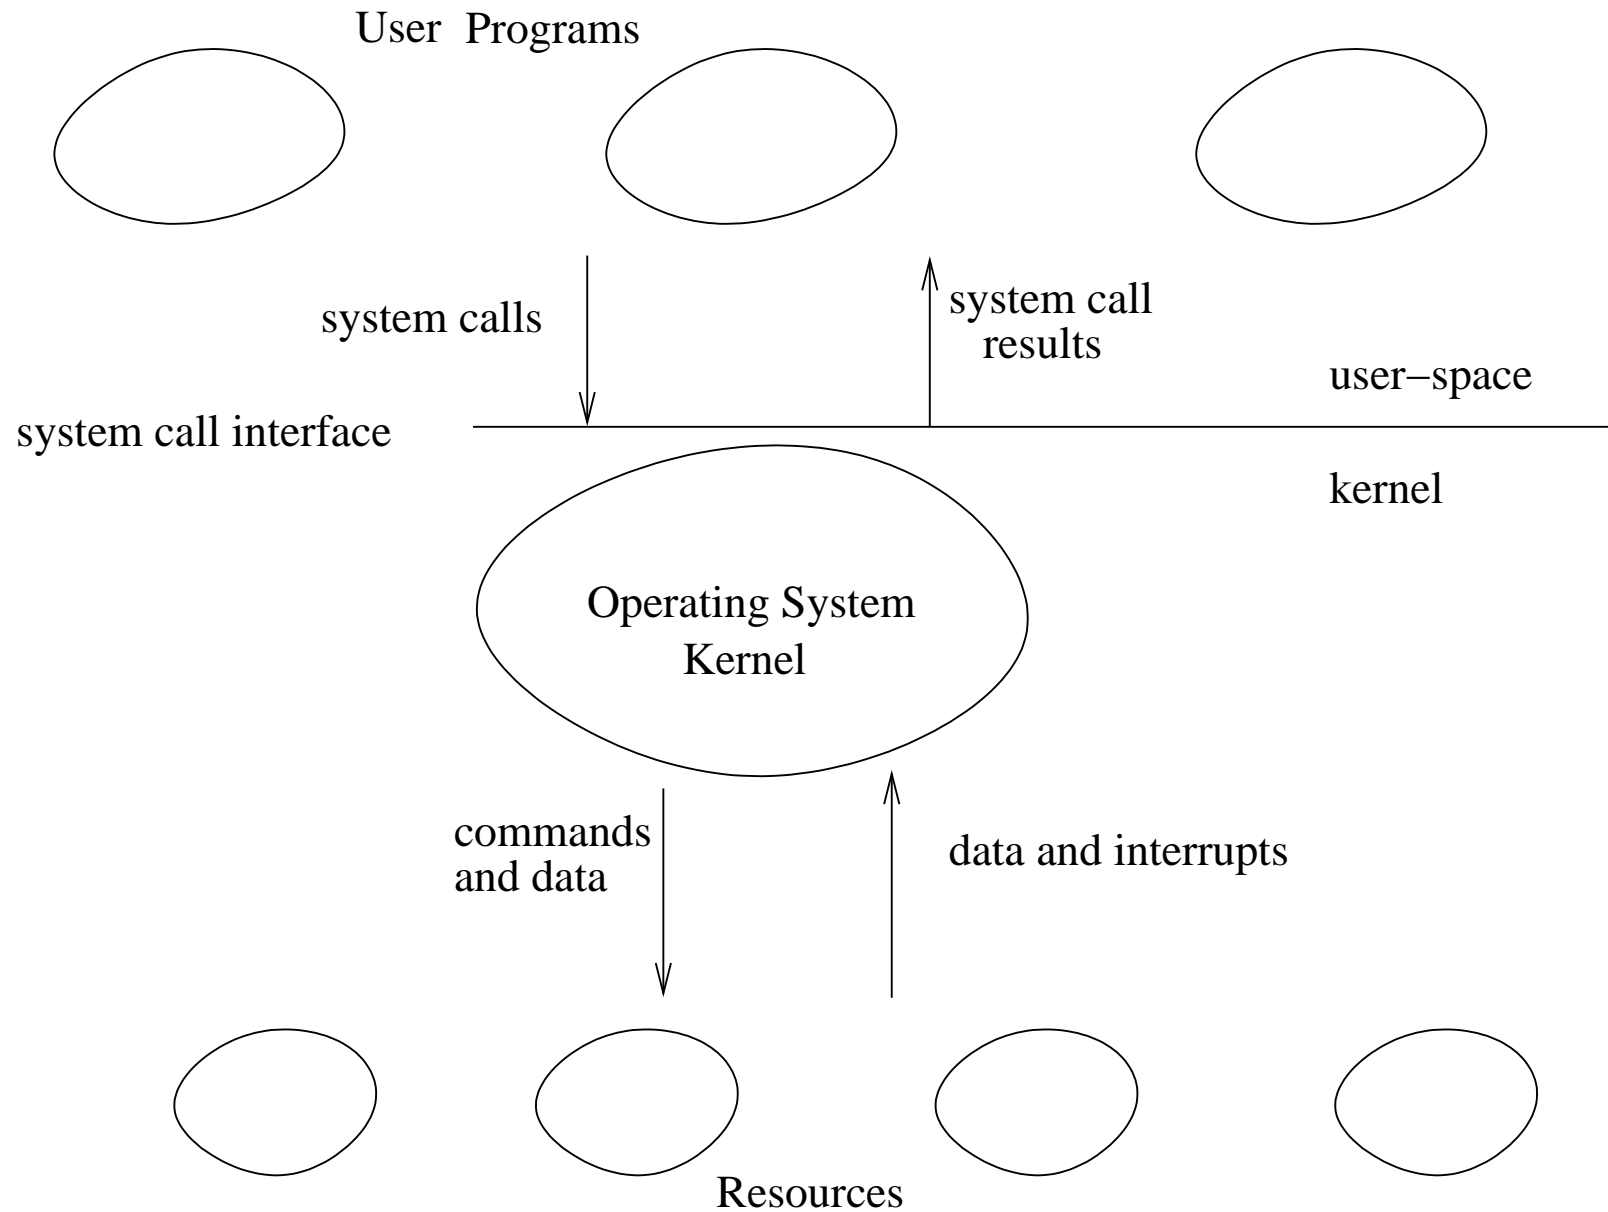 User Programs
system calls
system call
results
user–space
system call interface
kernel
Operating System
Kernel
commands
and data
data and interrupts
Resources